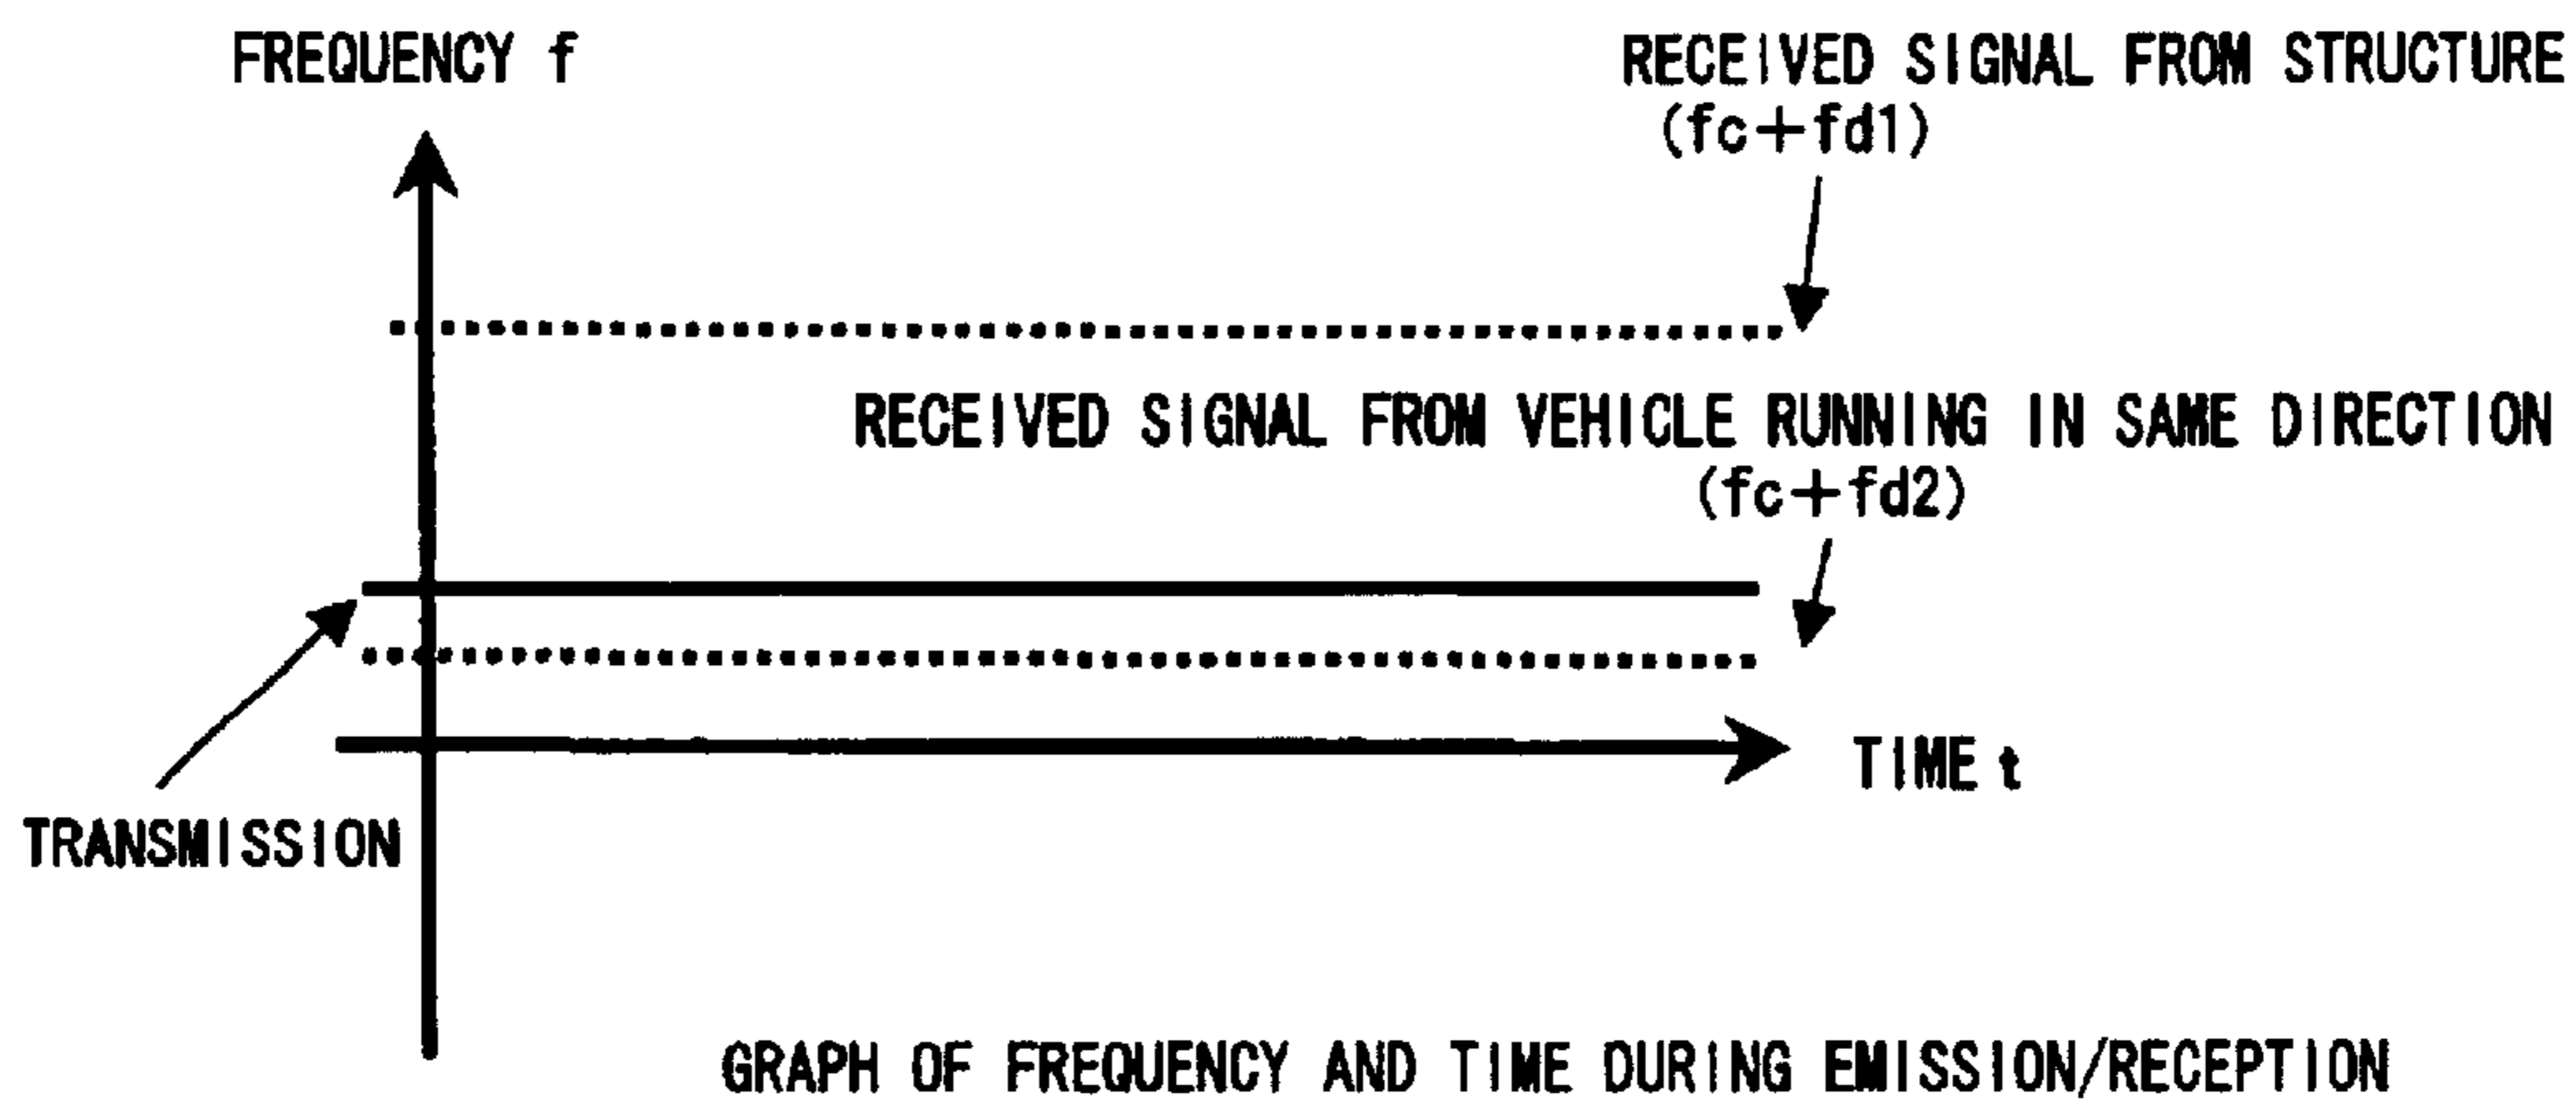 FREQUENCY f
RECEIVED SIGNAL FROM STRUCTURE
(fc+fd1)
RECEIVED SIGNAL FROM VEHICLE RUNNING IN SAME DIRECTION
(fc+fd2)
TIME t
TRANSMISSION
GRAPH OF FREQUENCY AND TIME DURING EMISSION/RECEPTION